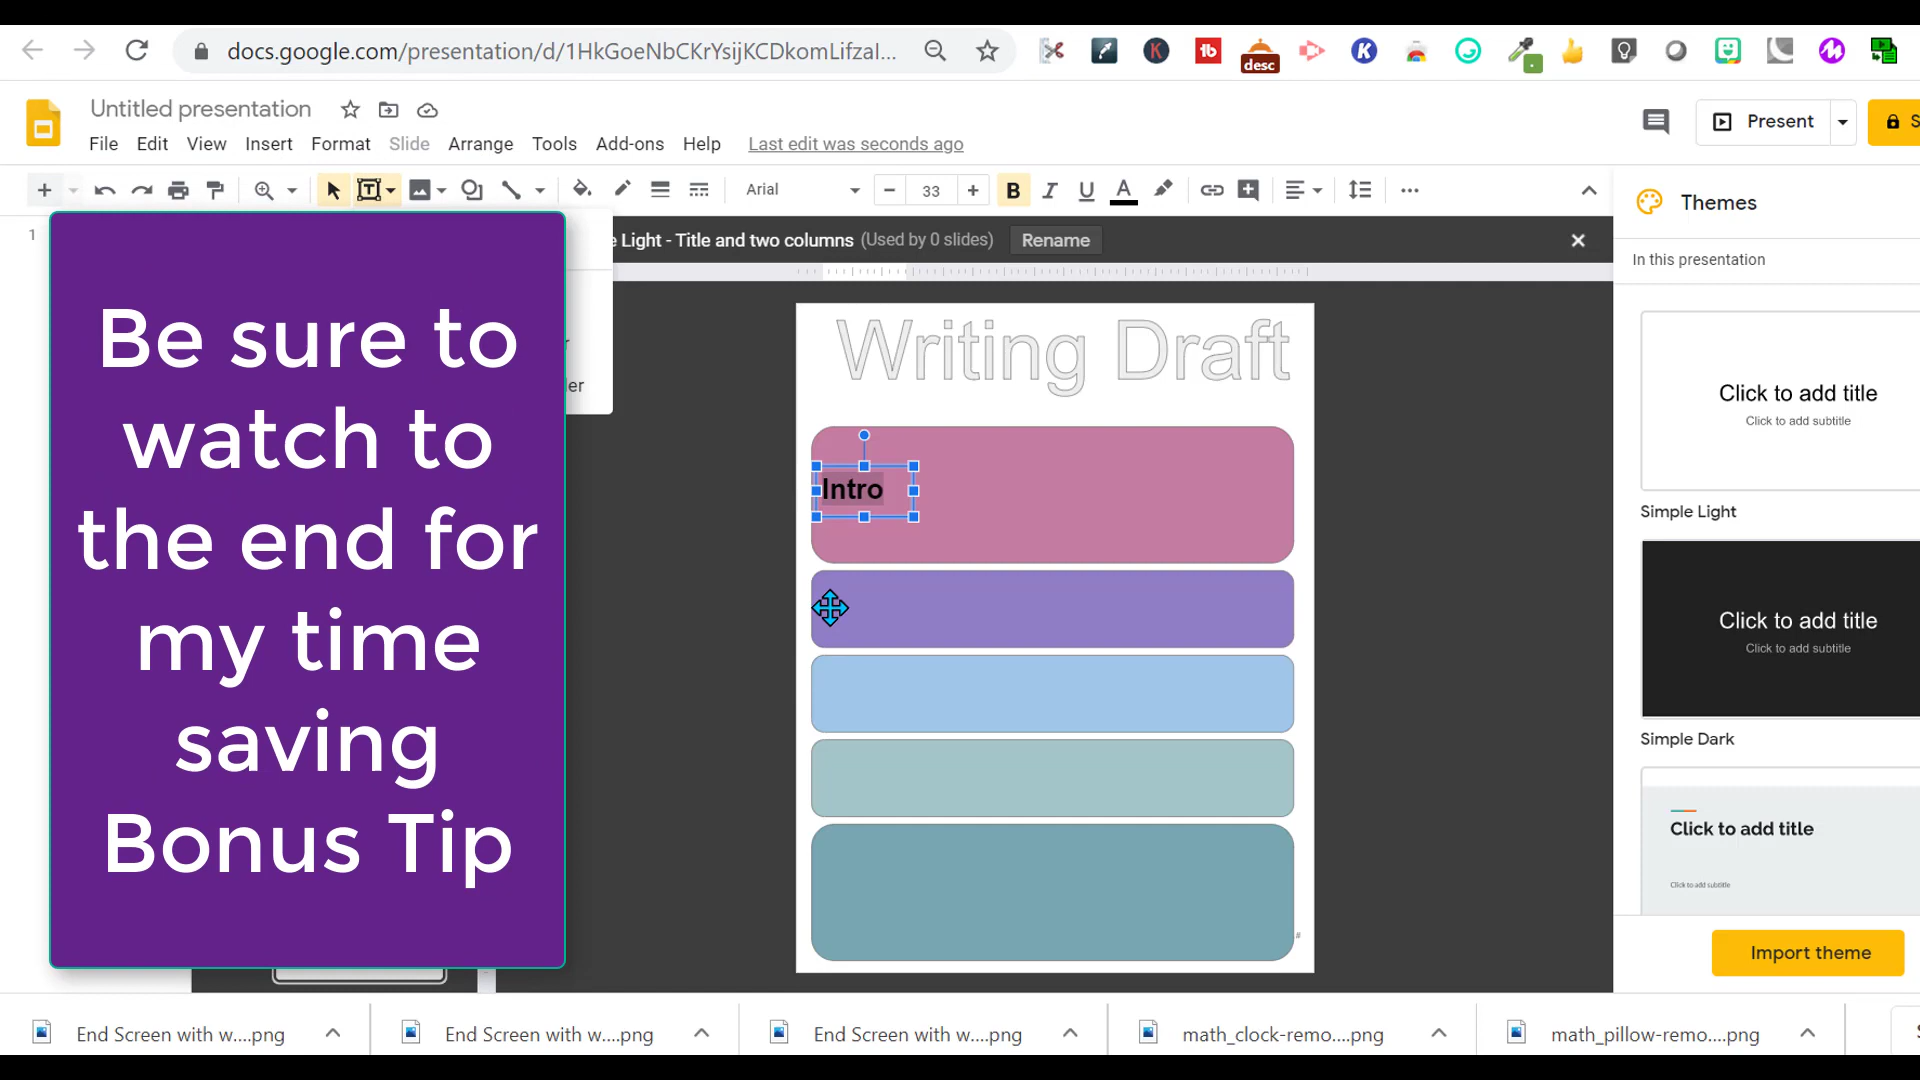 docs.google.com/presentation/d/1HkGoeNbCKrYsijKCDkomLifzal...
desc
Untitled presentation
File Edit View Insert Format Slide Arrange Tools Add-ons Help Last edit was seconds ago
Present
S
Arial
33
B I U A
Light - Title and two columns (Used by 0 slides) Rename
Themes
In this presentation
1
Be sure to
watch to
the end for
my time
saving
Bonus Tip
Writing Draft
Intro
#
Click to add title
Click to add subtitle
Simple Light
Click to add title
Click to add subtitle
Simple Dark
Click to add title
Click to add subtitle
Import theme
End Screen with w....png
End Screen with w....png
End Screen with w....png
math_clock-remo....png
math_pillow-remo....png